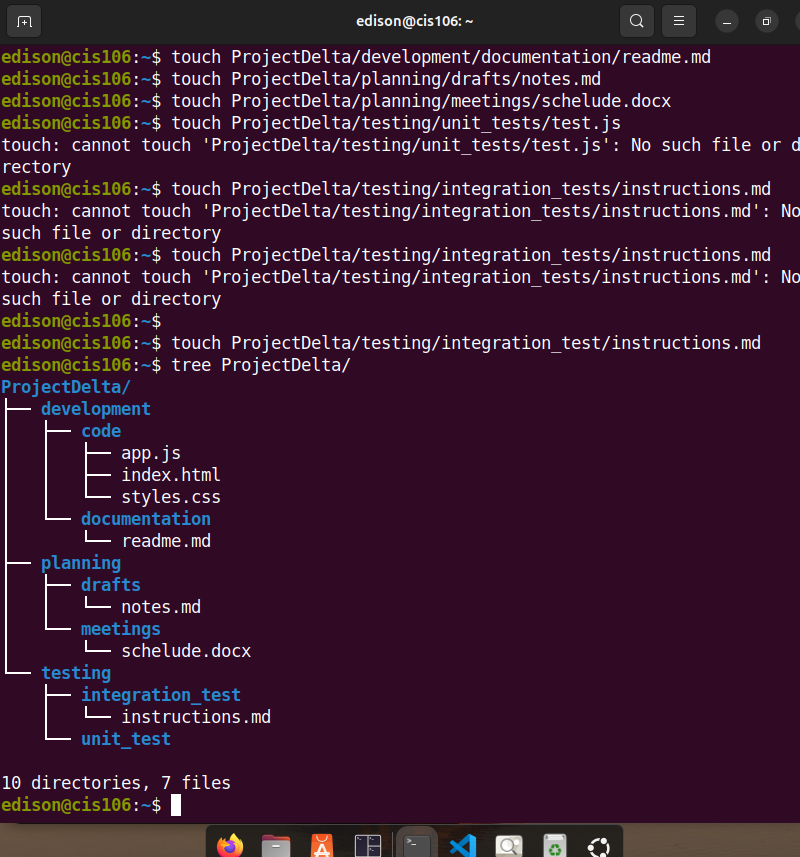 edison@cis106: ~
edison@cis106:~$ touch ProjectDelta/development/documentation/readme.md
edison@cis106:~$ touch ProjectDelta/planning/drafts/notes.md
edison@cis106:~$ touch ProjectDelta/planning/meetings/schelude.docx
edison@cis106:~$ touch ProjectDelta/testing/unit_tests/test.js
touch: cannot touch 'ProjectDelta/testing/unit_tests/test.js': No such file or d
rectory
edison@cis106:~$ touch ProjectDelta/testing/integration_tests/instructions.md
touch: cannot touch 'ProjectDelta/testing/integration_tests/instructions.md': No
such file or directory
edison@cis106:~$ touch ProjectDelta/testing/integration_tests/instructions.md
touch: cannot touch 'ProjectDelta/testing/integration_tests/instructions.md': No
such file or directory
edison@cis106:~$
edison@cis106:~$ touch ProjectDelta/testing/integration_test/instructions.md
edison@cis106:~$ tree ProjectDelta/
ProjectDelta/
├── development
│   ├── code
│   │   ├── app.js
│   │   ├── index.html
│   │   └── styles.css
│   └── documentation
│       └── readme.md
├── planning
│   ├── drafts
│   │   └── notes.md
│   └── meetings
│       └── schelude.docx
└── testing
    ├── integration_test
    │   └── instructions.md
    └── unit_test
10 directories, 7 files
edison@cis106:~$